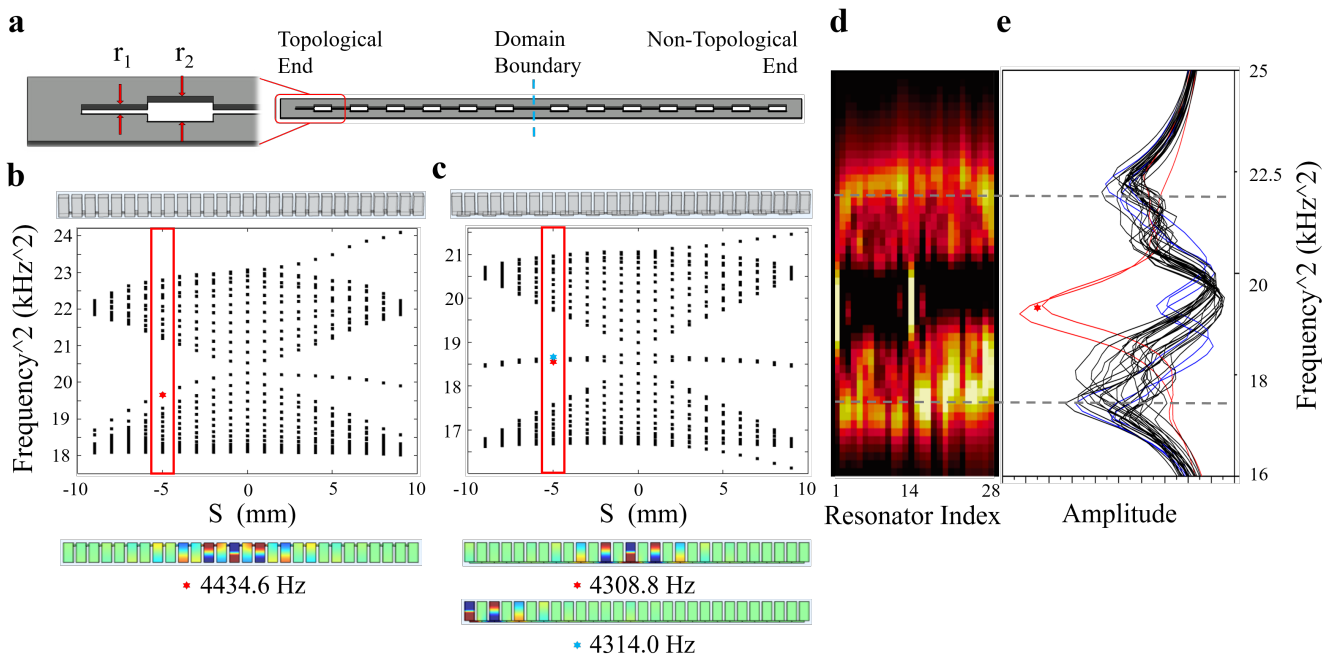 a
r1
r2
Topological
End
Domain
Boundary
Non-Topological
End
b
Frequency^2 (kHz^2)
24
23
22
21
20
19
18
-10
-5
0
5
10
S (mm)
4434.6 Hz
c
21
20
19
18
17
-10
-5
0
5
10
S (mm)
4308.8 Hz
4314.0 Hz
d
1
14
28
Resonator Index
e
25
22.5
20
18
16
Frequency^2 (kHz^2)
Amplitude